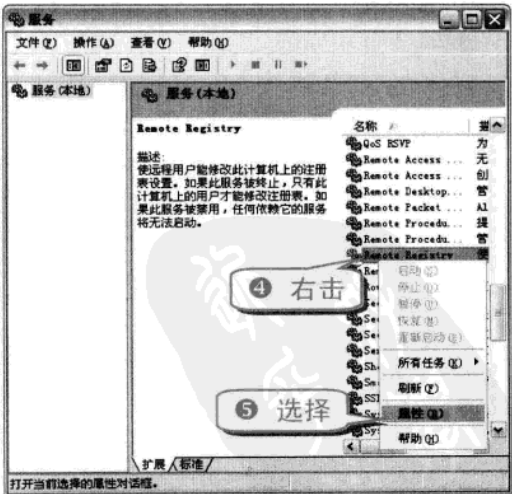 服务
文件(F) 操作(A) 查看(V) 帮助(H)
服务(本地)
服务(本地)
Remote Registry
描述:
使远程用户能修改此计算机上的注册
表设置。如果此服务被终止，只有此
计算机上的用户才能修改注册表。如
果此服务被禁用，任何依赖它的服务
将无法启动。
名称
QoS RSVP 为
Remote Access ... 无
Remote Access ... 创
Remote Desktop... 管
Remote Packet ... Al
Remote Procedu... 提
Remote Procedu... 管
Remote Registry 使
❹ 右击
启动(S)
停止(O)
暂停(U)
恢复(M)
重新启动(E)
所有任务(K)
刷新(F)
❺ 选择
属性(R)
帮助(H)
扩展 标准
打开当前选择的属性对话框。